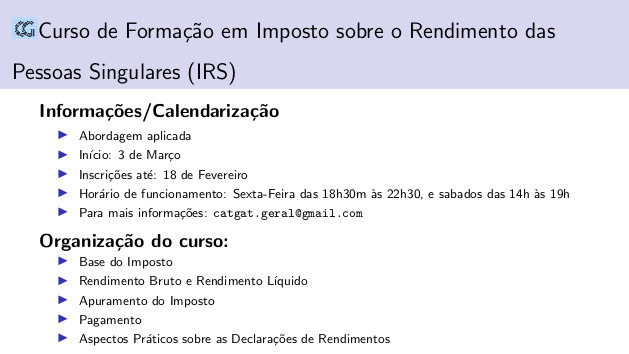 Curso de Formação em Imposto sobre o Rendimento das
Pessoas Singulares (IRS)
Informações/Calendarização
Abordagem aplicada
Início: 3 de Março
Inscrições até: 18 de Fevereiro
Horário de funcionamento: Sexta-Feira das 18h30m às 22h30, e sabados das 14h às 19h
Para mais informações: catgat.geral@gmail.com
Organização do curso:
Base do Imposto
Rendimento Bruto e Rendimento Líquido
Apuramento do Imposto
Pagamento
Aspectos Práticos sobre as Declarações de Rendimentos